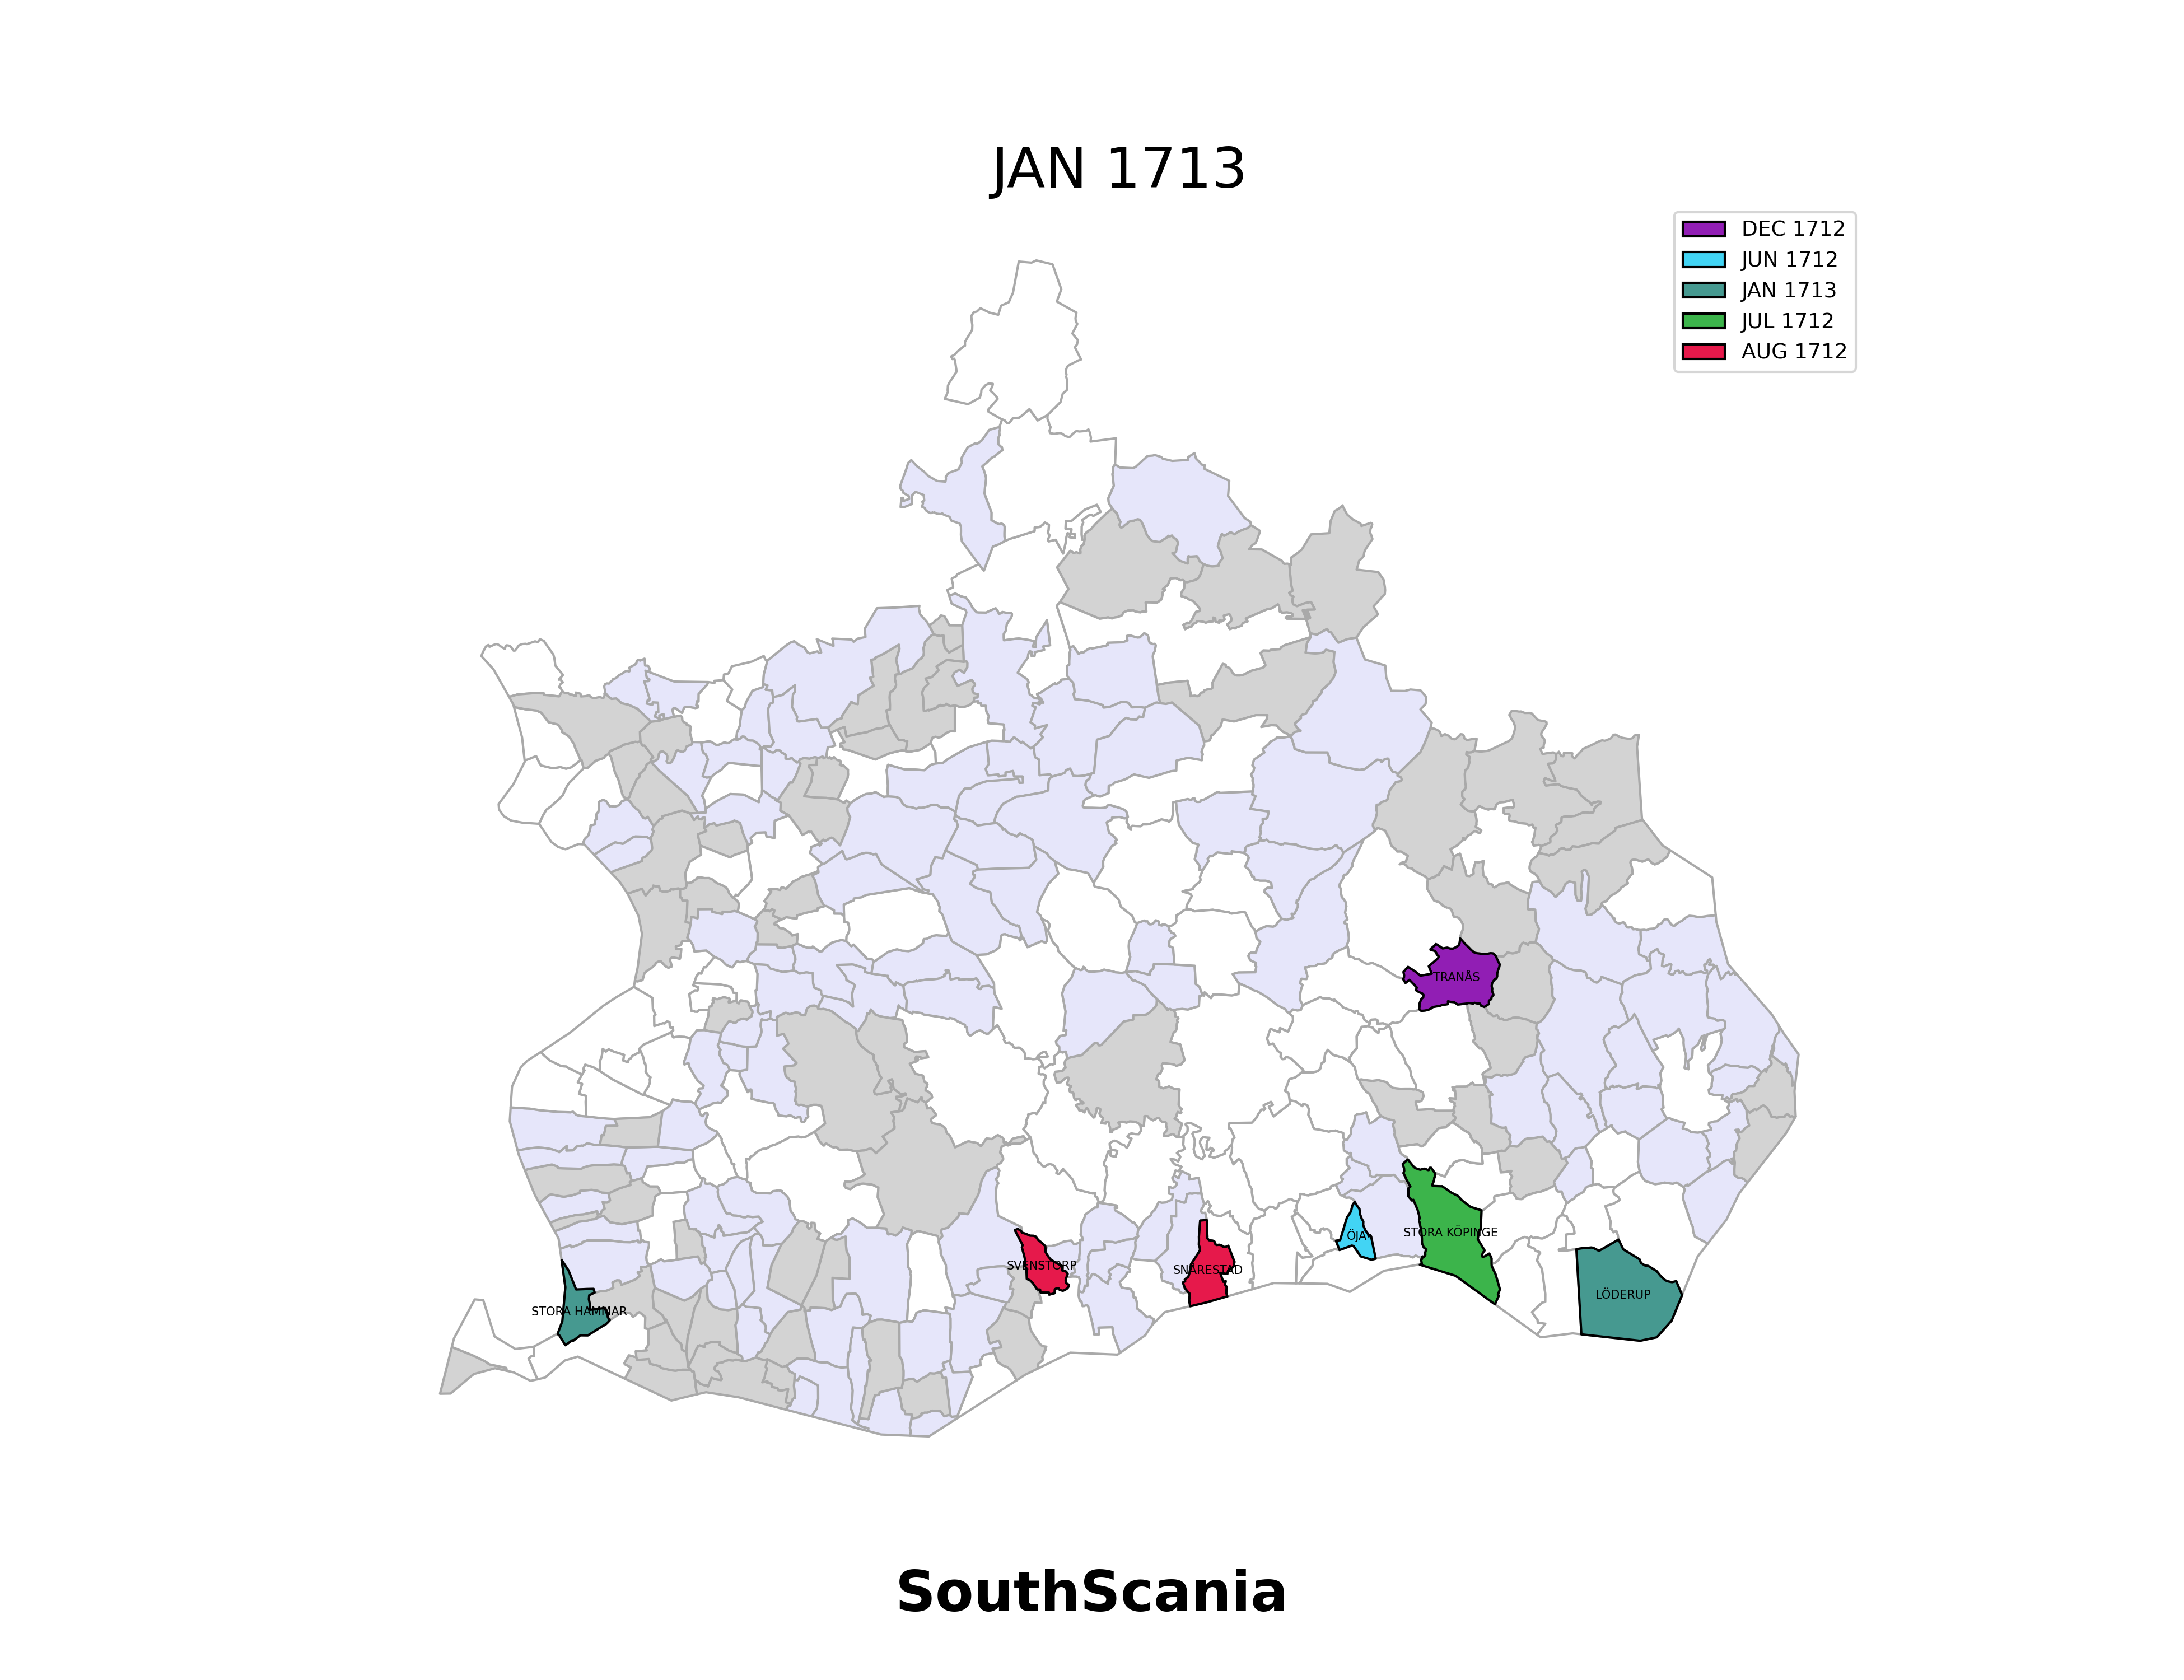 JAN 1713
DEC 1712
JUN 1712
JAN 1713
JUL 1712
AUG 1712
TRANÅS
STORA KÖPINGE
ÖJA
SVENSTORP
SNÅRESTAD
LÖDERUP
STORA HAMMAR
SouthScania